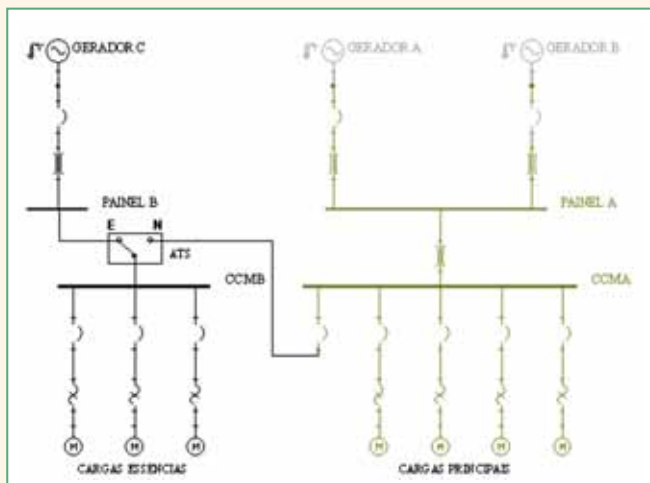 GERADOR C
GERADOR A
GERADOR B
PAINEL B
PAINEL A
E
N
ATS
CCMB
CCMA
M
M
M
M
M
M
M
CARGAS ESSENCIAS
CARGAS PRINCIPAIS